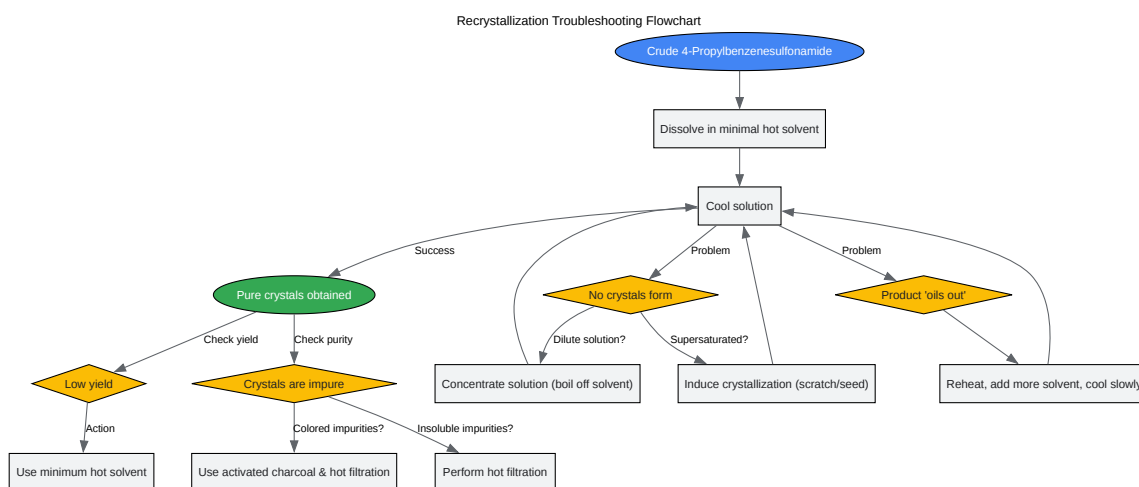 Recrystallization Troubleshooting Flowchart
Crude 4-Propylbenzenesulfonamide
Dissolve in minimal hot solvent
Cool solution
Success
Problem
Problem
Pure crystals obtained
No crystals form
Product 'oils out'
Check yield
Check purity
Dilute solution?
Supersaturated?
Low yield
Crystals are impure
Concentrate solution (boil off solvent)
Induce crystallization (scratch/seed)
Reheat, add more solvent, cool slowly
Action
Colored impurities?
Insoluble impurities?
Use minimum hot solvent
Use activated charcoal & hot filtration
Perform hot filtration